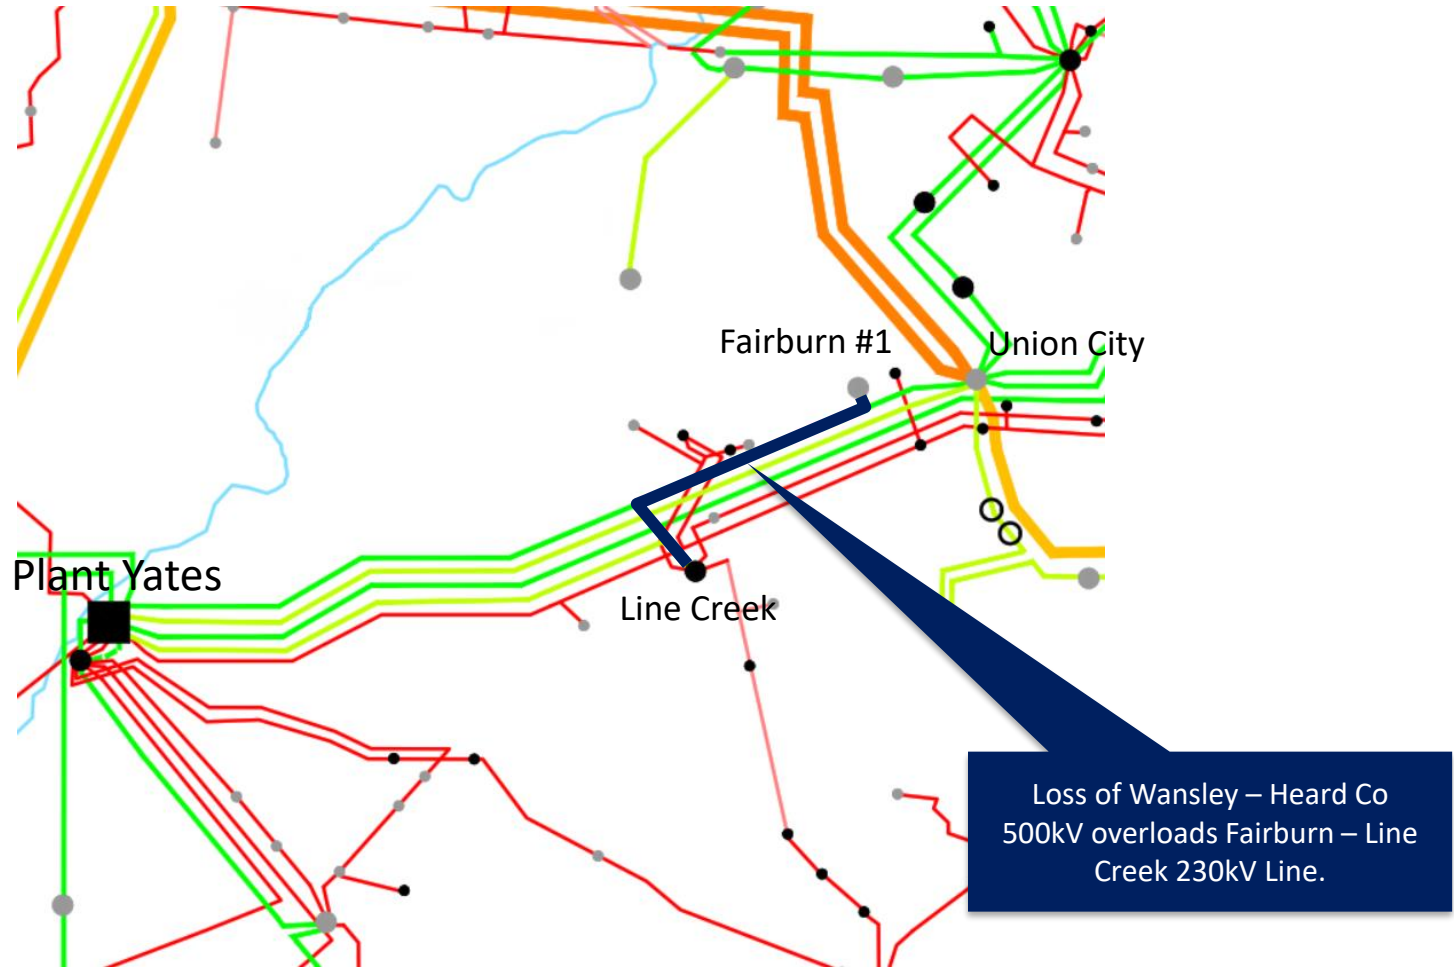 Fairburn #1
Union City
Plant Yates
Line Creek
Loss of Wansley – Heard Co
500kV overloads Fairburn – Line
Creek 230kV Line.